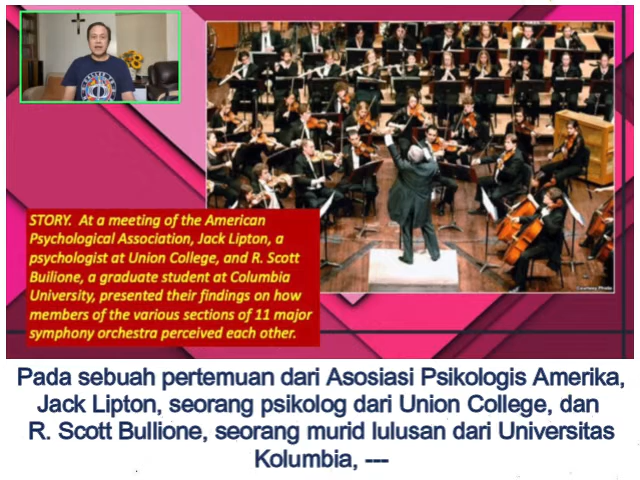 STORY. At a meeting of the American
Psychological Association, Jack Lipton, a
psychologist at Union College, and R. Scott
Builione, a graduate student at Columbia
University, presented their findings on how
members of the various sections of 11 major
symphony orchestra perceived each other.
Courtesy Photo
Pada sebuah pertemuan dari Asosiasi Psikologis Amerika,
Jack Lipton, seorang psikolog dari Union College, dan
R. Scott Bullione, seorang murid lulusan dari Universitas
Kolumbia, ---